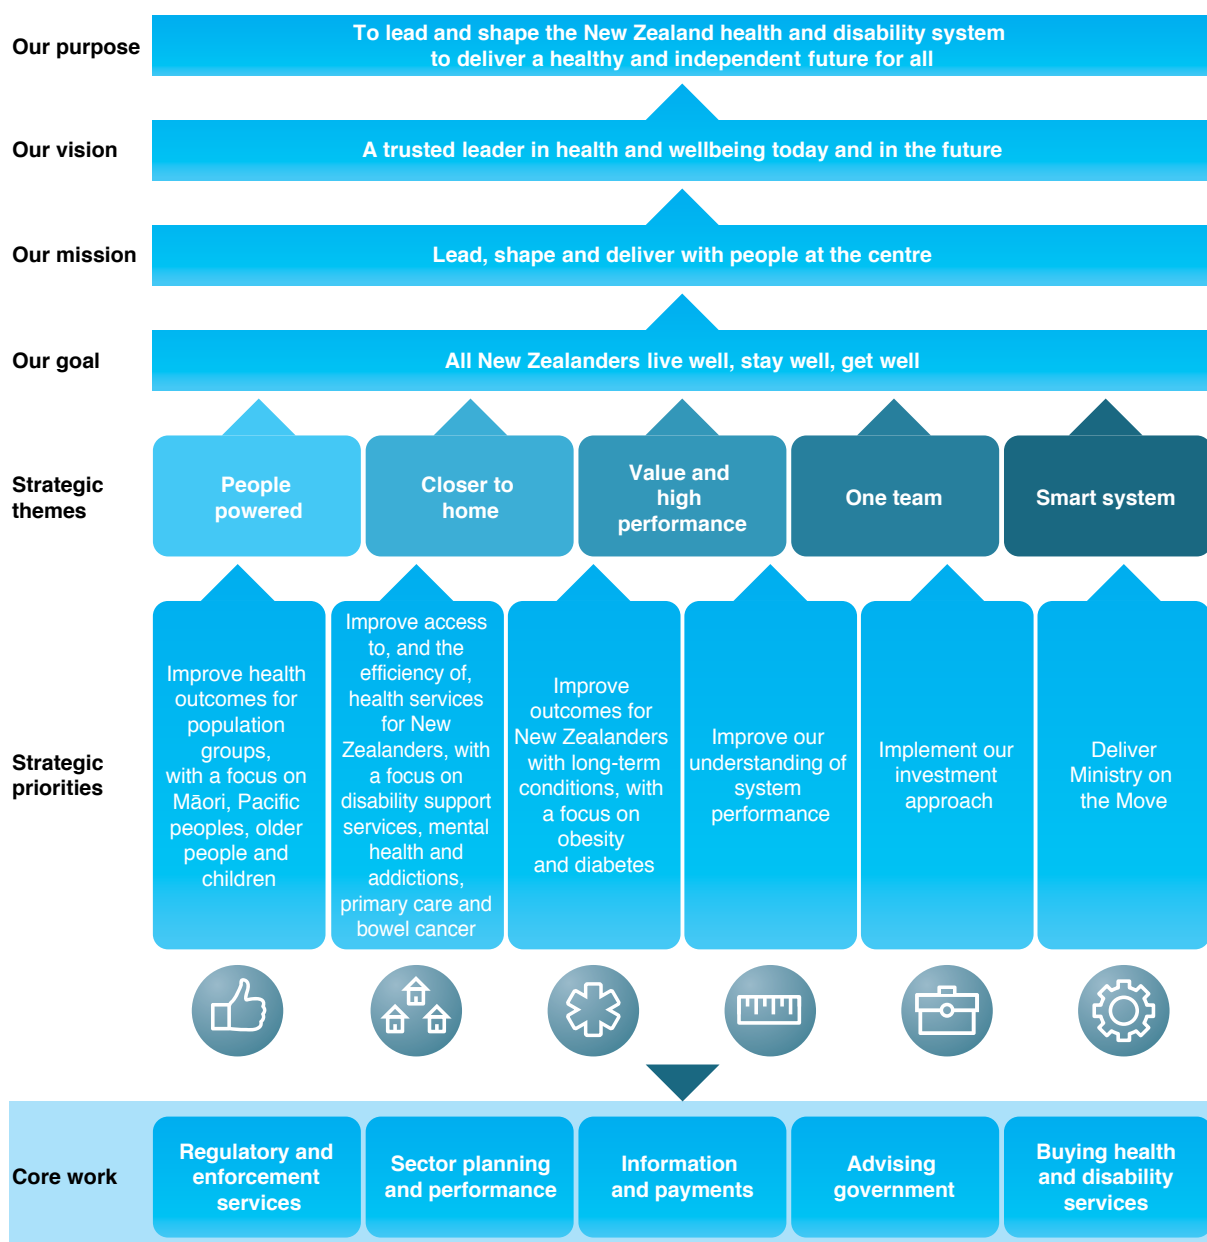 Our purpose
To lead and shape the New Zealand health and disability system
to deliver a healthy and independent future for all
Our vision
A trusted leader in health and wellbeing today and in the future
Our mission
Lead, shape and deliver with people at the centre
Our goal
All New Zealanders live well, stay well, get well
Strategic
themes
People
powered
Closer to
home
Value and
high
performance
One team
Smart system
Strategic
priorities
Improve health
outcomes for
population
groups,
with a focus on
Māori, Pacific
peoples, older
people and
children
Improve access
to, and the
efficiency of,
health services
for New
Zealanders, with
a focus on
disability support
services, mental
health and
addictions,
primary care and
bowel cancer
Improve
outcomes for
New Zealanders
with long-term
conditions, with
a focus on
obesity
and diabetes
Improve our
understanding of
system
performance
Implement our
investment
approach
Deliver
Ministry on
the Move
Core work
Regulatory and
enforcement
services
Sector planning
and performance
Information
and payments
Advising
government
Buying health
and disability
services